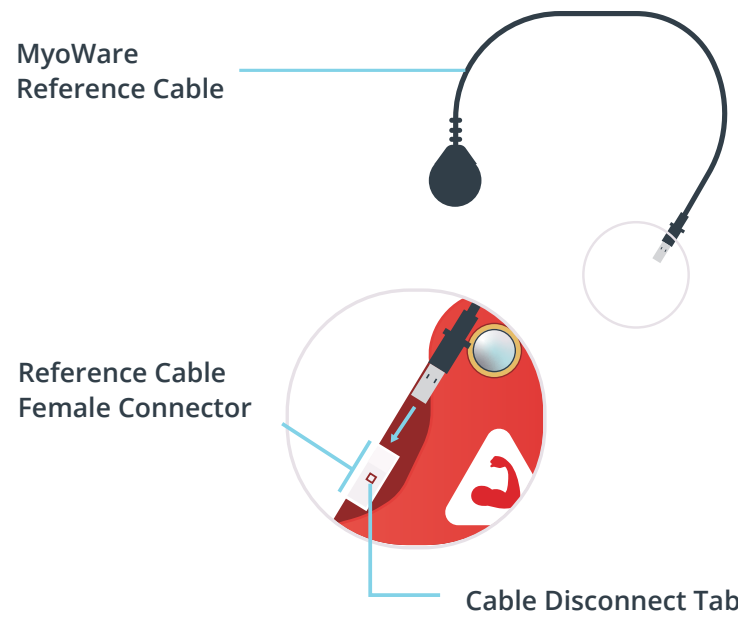 MyoWare
Reference Cable
Reference Cable
Female Connector
Cable Disconnect Tab